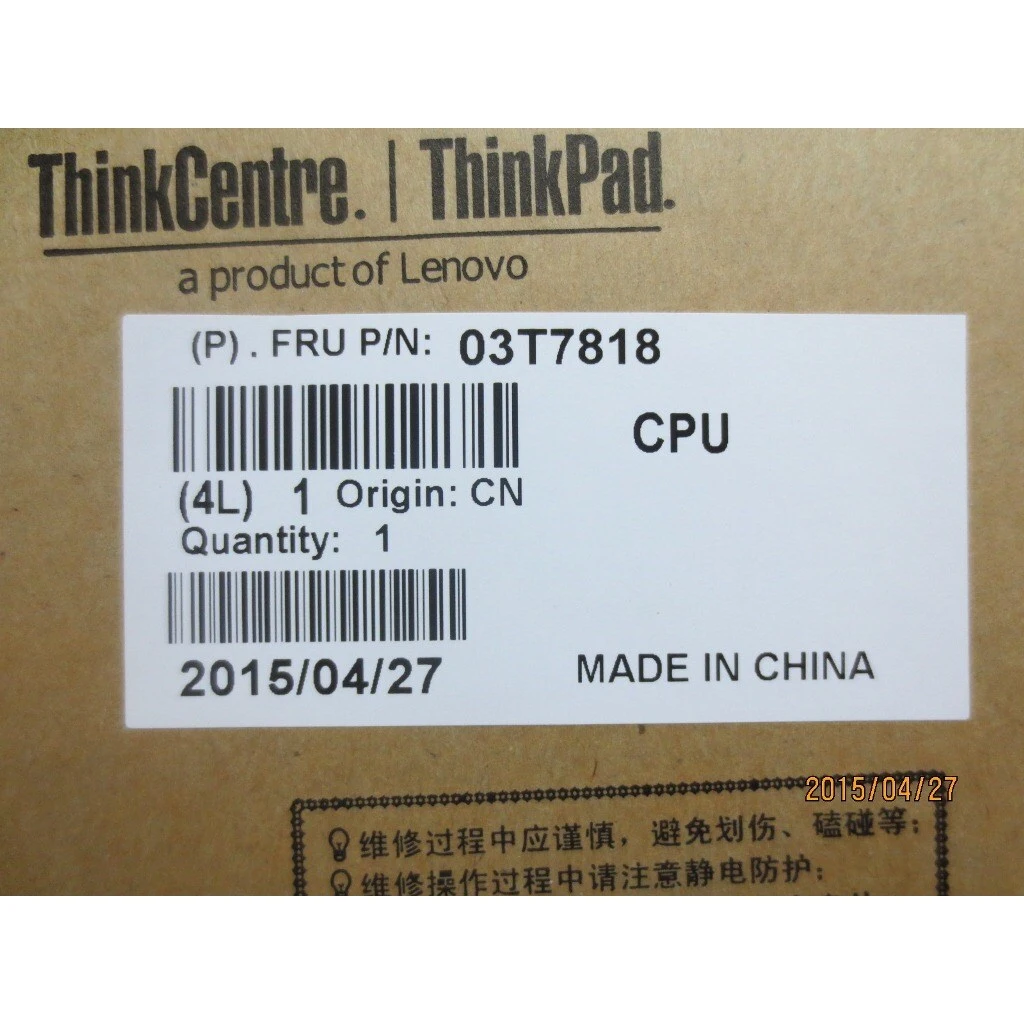 ThinkCentre. | ThinkPad.
a product of Lenovo
(P) . FRU P/N: 03T7818
CPU
(4L) 1 Origin: CN
Quantity: 1
2015/04/27
MADE IN CHINA
2015/04/27
维修过程中应谨慎，避免划伤、磕碰等；
维修操作过程中请注意静电防护；